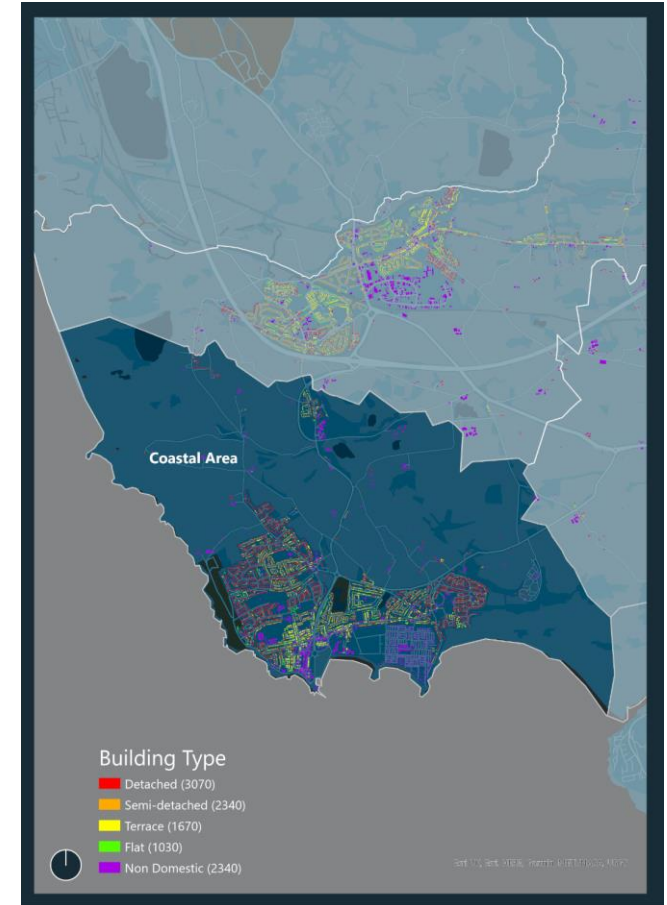 Coastal Area
Building Type
Detached (3070)
Semi-detached (2340)
Terrace (1670)
Flat (1030)
Non Domestic (2340)